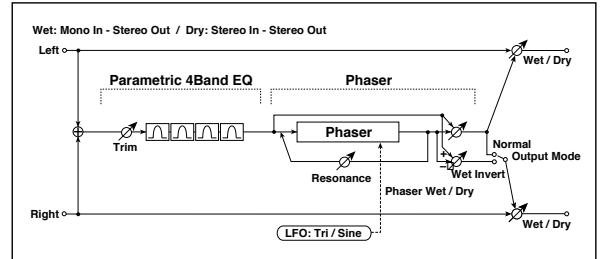 Wet: Mono In - Stereo Out / Dry: Stereo In - Stereo Out
Left
Wet / Dry
Parametric 4Band EQ
Phaser
Trim
Phaser
Normal
Output Mode
+
−
Wet Invert
Resonance
Phaser Wet / Dry
Right
LFO: Tri / Sine
Wet / Dry